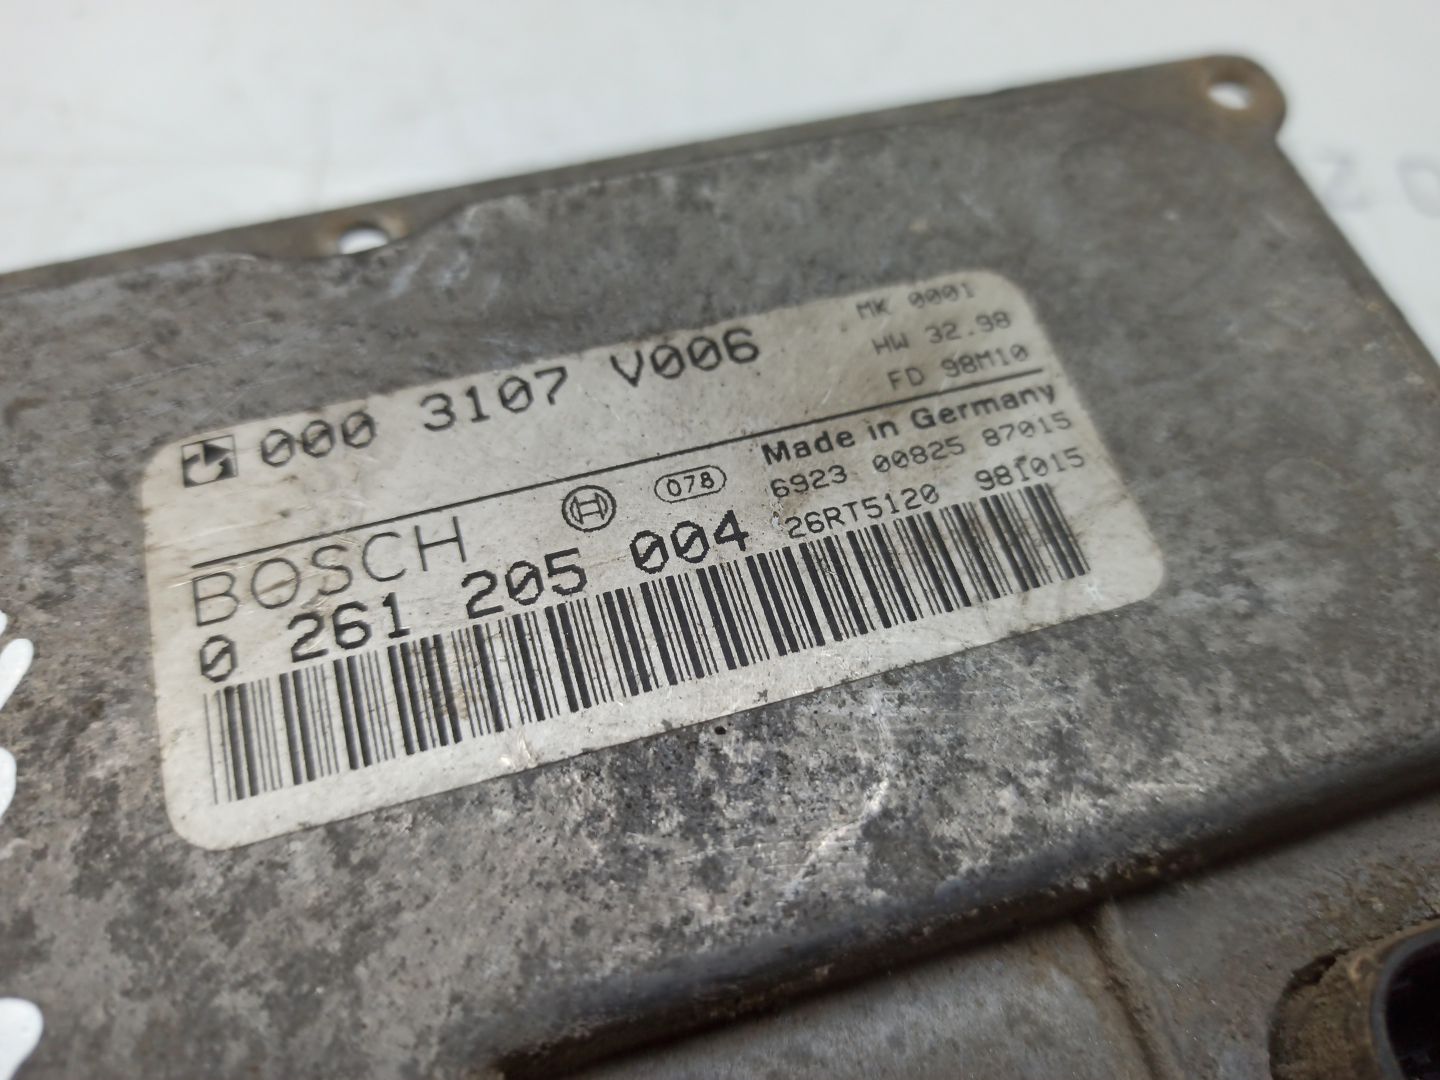 MK 0001
000 3107 V006
HW 32.98
FD 98M10
BOSCH
078
Made in Germany
6923 00825 87015
0 261 205 004
26RT5120 981015